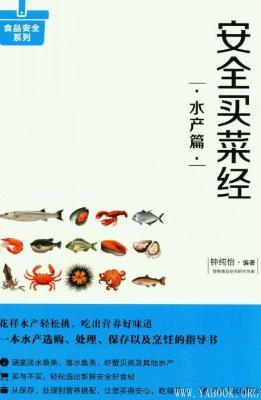 食品安全
系列
安全买菜经
·水产篇·
钟纯怡·编著
花样水产轻松挑，吃出营养好味道
一本水产选购、处理、保存以及烹饪的指导书
涵盖淡水鱼类、海水鱼类、虾蟹贝类及其他水产
买与不买，轻松选出新鲜安全好食材
从保存、处理到营养搭配，让您买得安心，吃得
WWW.YABOOK.ORG